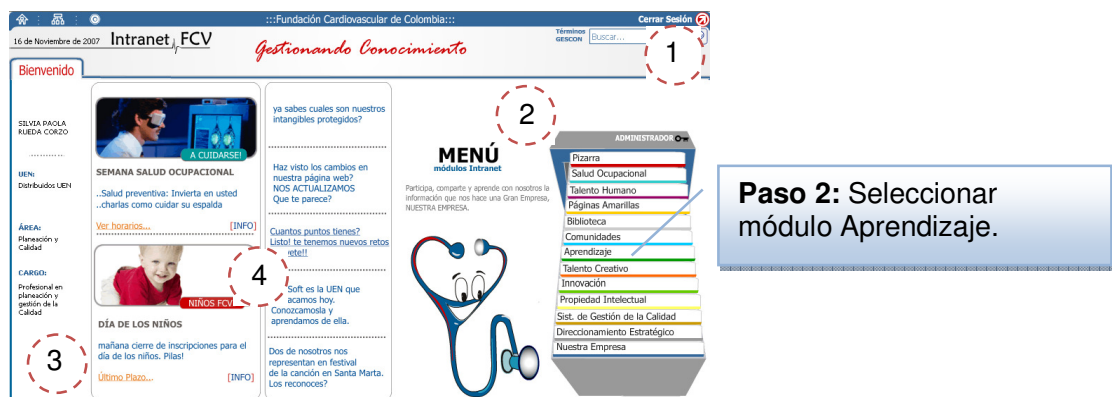 :::Fundación Cardiovascular de Colombia:::
Cerrar Sesión
16 de Noviembre de 2007
Intranet FCV
Gestionando Conocimiento
Términos
GESCON
Buscar...
1
Bienvenido
SILVIA PAOLA
RUEDA CORZO
UEN:
Distribuidos UEN
ÁREA:
Planeación y
Calidad
CARGO:
Profesional en
planeación y
gestión de la
Calidad
3
A CUIDARSE!
SEMANA SALUD OCUPACIONAL
..Salud preventiva: Invierta en usted
..charlas como cuidar su espalda
Ver horarios...
[INFO]
NIÑOS FCV
4
DÍA DE LOS NIÑOS
mañana cierre de inscripciones para el
día de los niños. Pilas!
Último Plazo...
[INFO]
ya sabes cuales son nuestros
intangibles protegidos?
Haz visto los cambios en
nuestra página web?
NOS ACTUALIZAMOS
Que te parece?
Cuantos puntos tienes?
Listo! te tenemos nuevos retos
Soft es la UEN que
hoy.
Conozcamosla y
aprendamos de ella.
Dos de nosotros nos
representan en festival
de la canción en Santa Marta.
Los reconoces?
2
MENÚ
módulos Intranet
Participa, comparte y aprende con nosotros la
información que nos hace una Gran Empresa,
NUESTRA EMPRESA.
ADMINISTRADOR
Pizarra
Salud Ocupacional
Talento Humano
Páginas Amarillas
Biblioteca
Comunidades
Aprendizaje
Talento Creativo
Innovación
Propiedad Intelectual
Sist. de Gestión de la Calidad
Direccionamiento Estratégico
Nuestra Empresa
Paso 2: Seleccionar
módulo Aprendizaje.